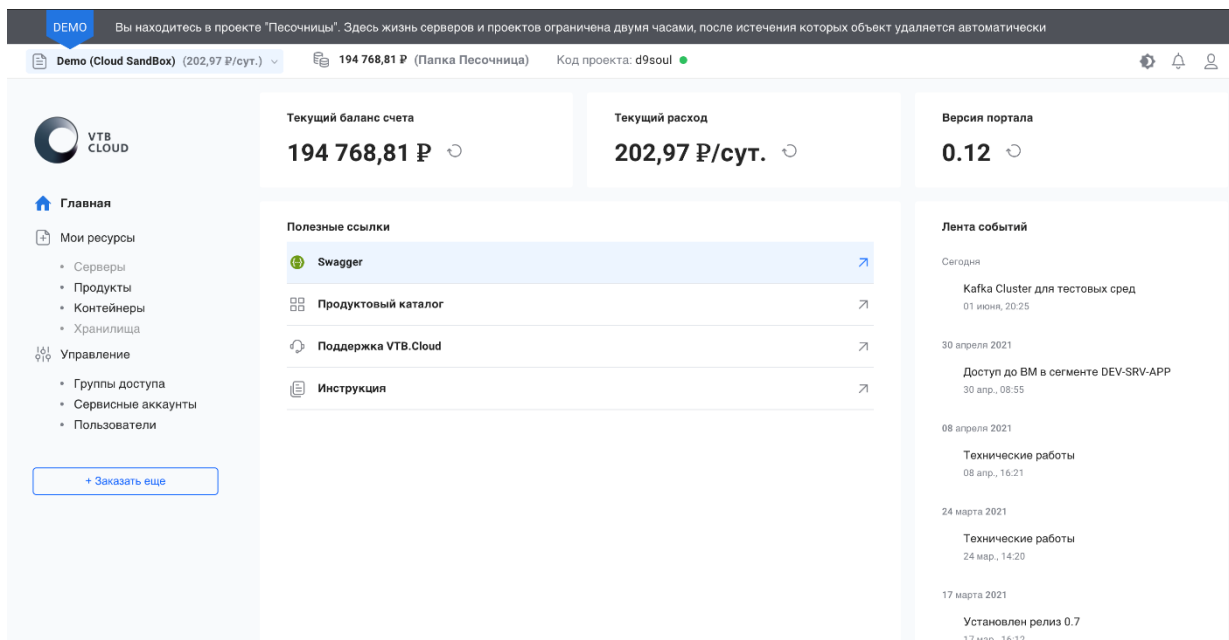 DEMO
Вы находитесь в проекте "Песочницы". Здесь жизнь серверов и проектов ограничена двумя часами, после истечения которых объект удаляется автоматически
Demo (Cloud SandBox) (202,97 ₽/сут.)
194 768,81 ₽ (Папка Песочница)
Код проекта: d9soul
VTB
CLOUD
Главная
Мои ресурсы
• Серверы
• Продукты
• Контейнеры
• Хранилища
Управление
• Группы доступа
• Сервисные аккаунты
• Пользователи
+ Заказать еще
Текущий баланс счета
194 768,81 ₽
Текущий расход
202,97 ₽/сут.
Версия портала
0.12
Полезные ссылки
Swagger
Продуктовый каталог
Поддержка VTB.Cloud
Инструкция
Лента событий
Сегодня
Kafka Cluster для тестовых сред
01 июня, 20:25
30 апреля 2021
Доступ до ВМ в сегменте DEV-SRV-APP
30 апр., 08:55
08 апреля 2021
Технические работы
08 апр., 16:21
24 марта 2021
Технические работы
24 мар., 14:20
17 марта 2021
Установлен релиз 0.7
17 мар., 16:12